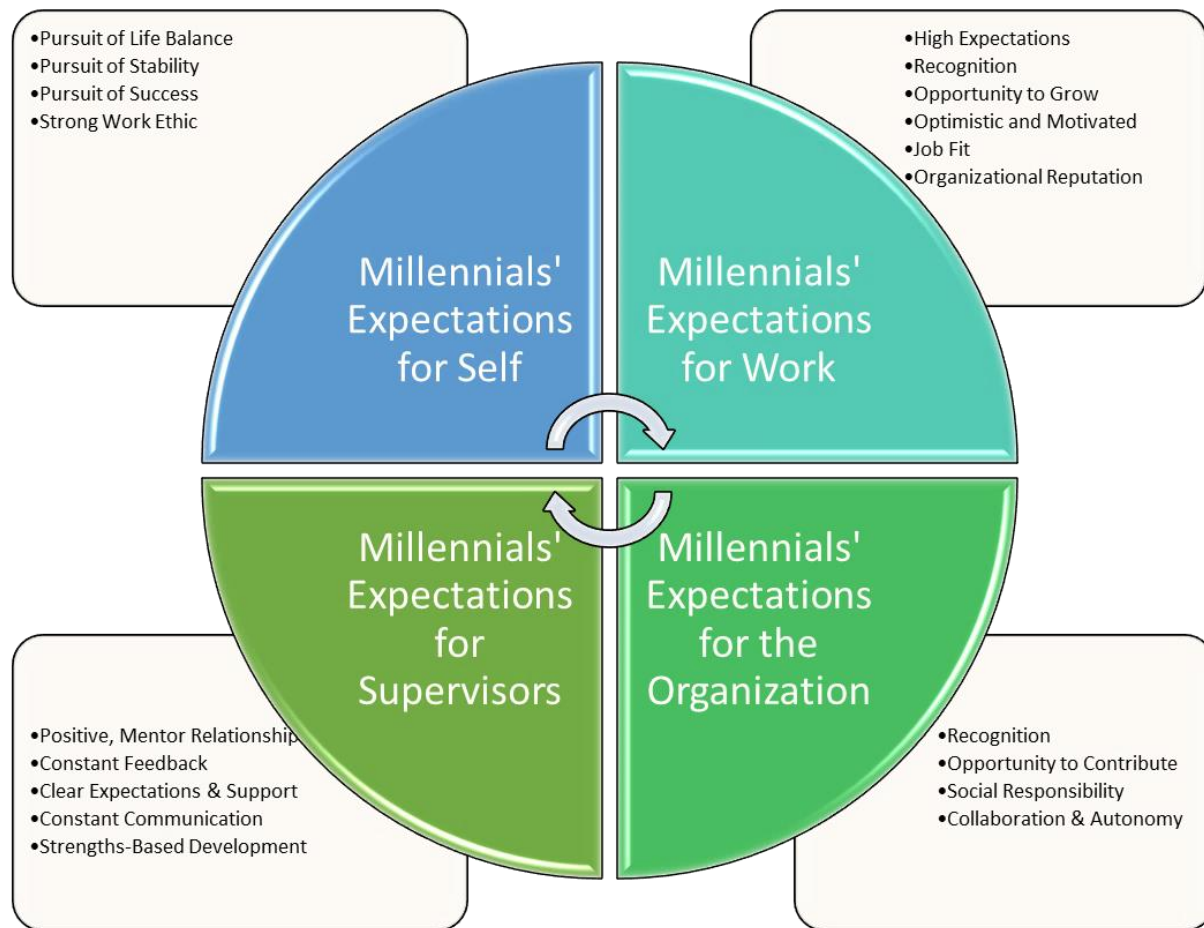 •Pursuit of Life Balance
•Pursuit of Stability
•Pursuit of Success
•Strong Work Ethic
•High Expectations
•Recognition
•Opportunity to Grow
•Optimistic and Motivated
•Job Fit
•Organizational Reputation
Millennials'
Expectations
for Self
Millennials'
Expectations
for Work
Millennials'
Expectations
for
Supervisors
Millennials'
Expectations
for the
Organization
•Positive, Mentor Relationship
•Constant Feedback
•Clear Expectations & Support
•Constant Communication
•Strengths-Based Development
•Recognition
•Opportunity to Contribute
•Social Responsibility
•Collaboration & Autonomy